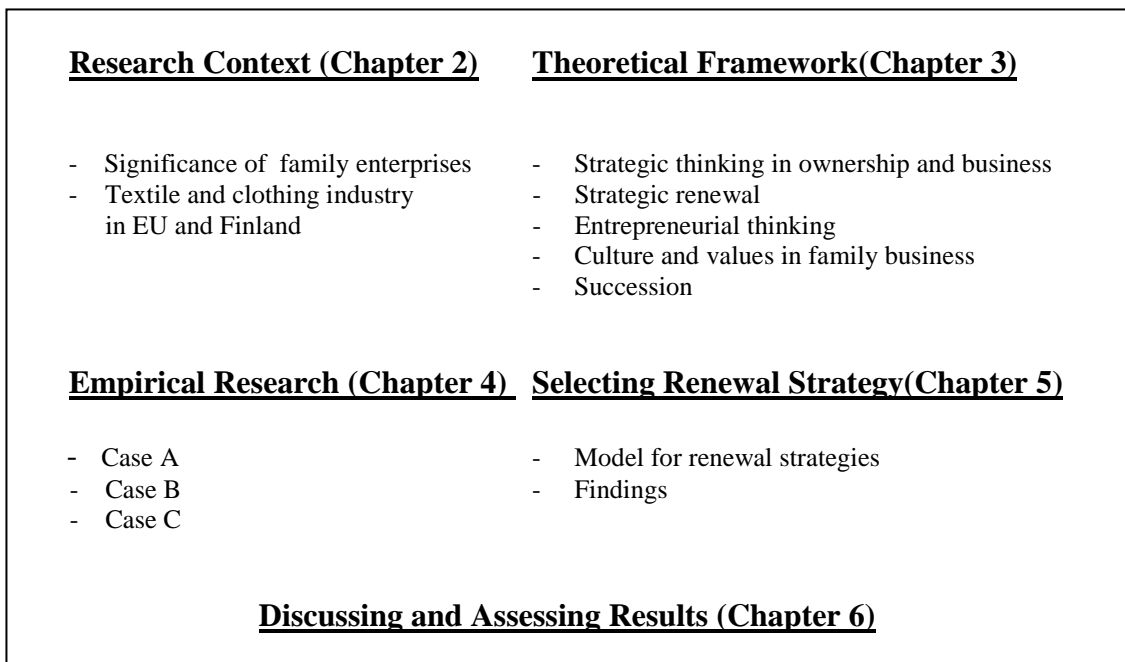 Research Context (Chapter 2)
- Significance of family enterprises
- Textile and clothing industry
in EU and Finland
Theoretical Framework(Chapter 3)
- Strategic thinking in ownership and business
- Strategic renewal
- Entrepreneurial thinking
- Culture and values in family business
- Succession
Empirical Research (Chapter 4)
- Case A
- Case B
- Case C
Selecting Renewal Strategy(Chapter 5)
- Model for renewal strategies
- Findings
Discussing and Assessing Results (Chapter 6)